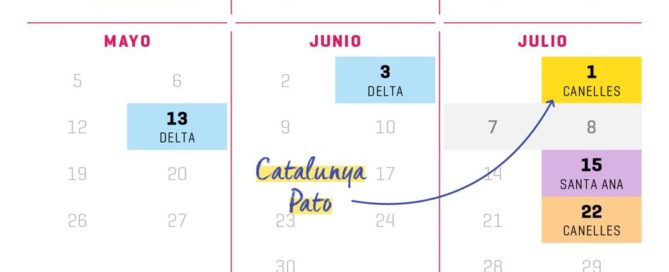 MAYO JUNIO JULIO
5 6 2 3 1
DELTA CANELLES
12 13 9 10 7 8
DELTA
19 20 Catalunya 17 14 15
SANTA ANA
Pato
26 27 23 24 21 22
CANELLES
30 28 29